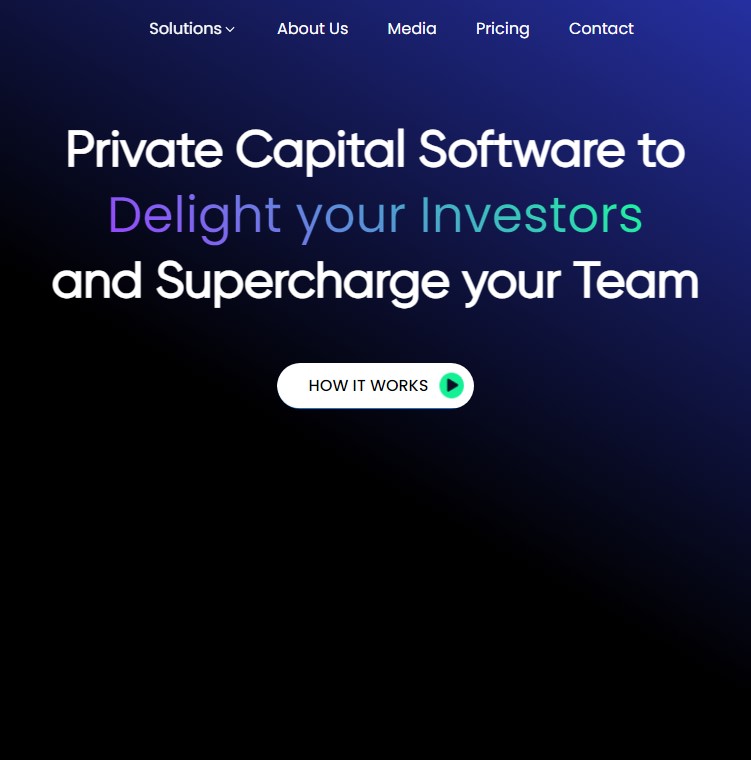 Solutions About Us Media Pricing Contact
Private Capital Software to
Delight your Investors
and Supercharge your Team
HOW IT WORKS